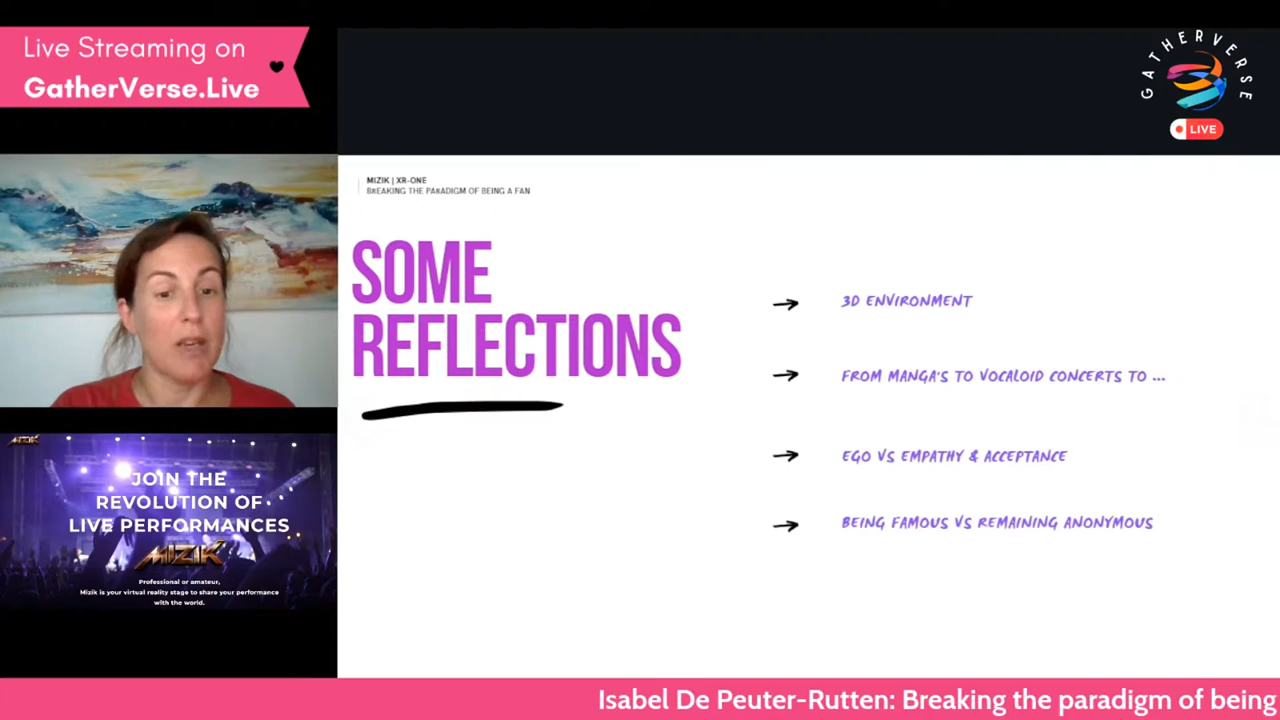 Live Streaming on
GatherVerse.Live
GATHERVERSE
LIVE
MIZIK | XR-ONE
BREAKING THE PARADIGM OF BEING A FAN
SOME
REFLECTIONS
3D ENVIRONMENT
FROM MANGA'S TO VOCALOID CONCERTS TO ...
EGO VS EMPATHY & ACCEPTANCE
BEING FAMOUS VS REMAINING ANONYMOUS
MIZIK
JOIN THE
REVOLUTION OF
LIVE PERFORMANCES
MIZIK
Professional or amateur,
Mizik is your virtual reality stage to share your performance
with the world.
Isabel De Peuter-Rutten: Breaking the paradigm of being